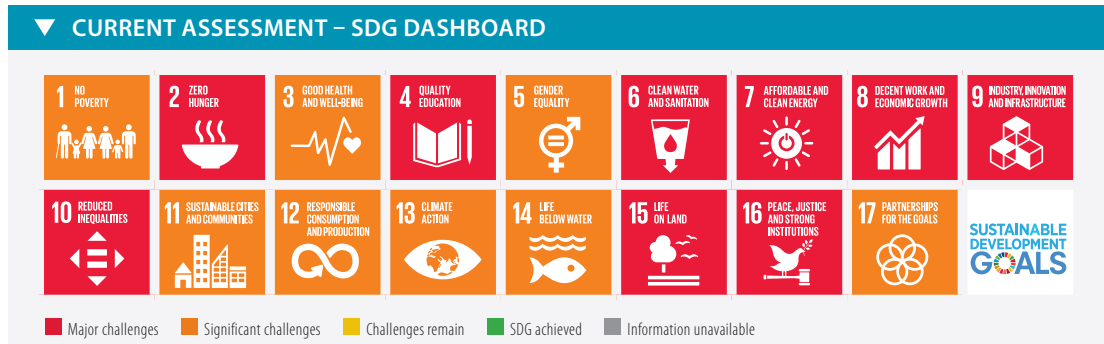 ▼ CURRENT ASSESSMENT – SDG DASHBOARD
1 NO
POVERTY
2 ZERO
HUNGER
3 GOOD HEALTH
AND WELL-BEING
4 QUALITY
EDUCATION
5 GENDER
EQUALITY
6 CLEAN WATER
AND SANITATION
7 AFFORDABLE AND
CLEAN ENERGY
8 DECENT WORK AND
ECONOMIC GROWTH
9 INDUSTRY, INNOVATION
AND INFRASTRUCTURE
10 REDUCED
INEQUALITIES
11 SUSTAINABLE CITIES
AND COMMUNITIES
12 RESPONSIBLE
CONSUMPTION
AND PRODUCTION
13 CLIMATE
ACTION
14 LIFE
BELOW WATER
15 LIFE
ON LAND
16 PEACE, JUSTICE
AND STRONG
INSTITUTIONS
17 PARTNERSHIPS
FOR THE GOALS
SUSTAINABLE
DEVELOPMENT
GOALS
Major challenges
Significant challenges
Challenges remain
SDG achieved
Information unavailable